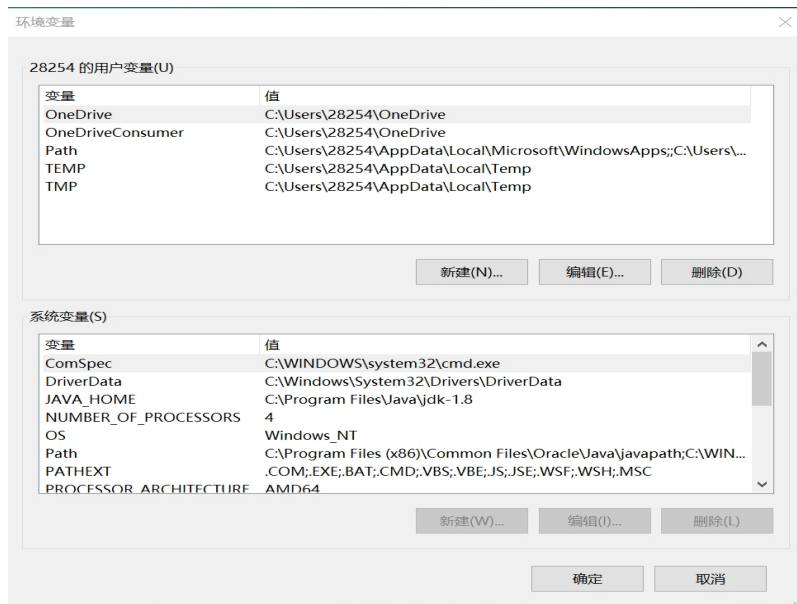 环境变量
28254 的用户变量(U)
变量 值
OneDrive C:\Users\28254\OneDrive
OneDriveConsumer C:\Users\28254\OneDrive
Path C:\Users\28254\AppData\Local\Microsoft\WindowsApps;;C:\Users\...
TEMP C:\Users\28254\AppData\Local\Temp
TMP C:\Users\28254\AppData\Local\Temp
新建(N)... 编辑(E)... 删除(D)
系统变量(S)
变量 值
ComSpec C:\WINDOWS\system32\cmd.exe
DriverData C:\Windows\System32\Drivers\DriverData
JAVA_HOME C:\Program Files\Java\jdk-1.8
NUMBER_OF_PROCESSORS 4
OS Windows_NT
Path C:\Program Files (x86)\Common Files\Oracle\Java\javapath;C:\WIN...
PATHEXT .COM;.EXE;.BAT;.CMD;.VBS;.VBE;.JS;.JSE;.WSF;.WSH;.MSC
PROCESSOR_ARCHITECTURE AMD64
新建(W)... 编辑(I)... 删除(L)
确定 取消